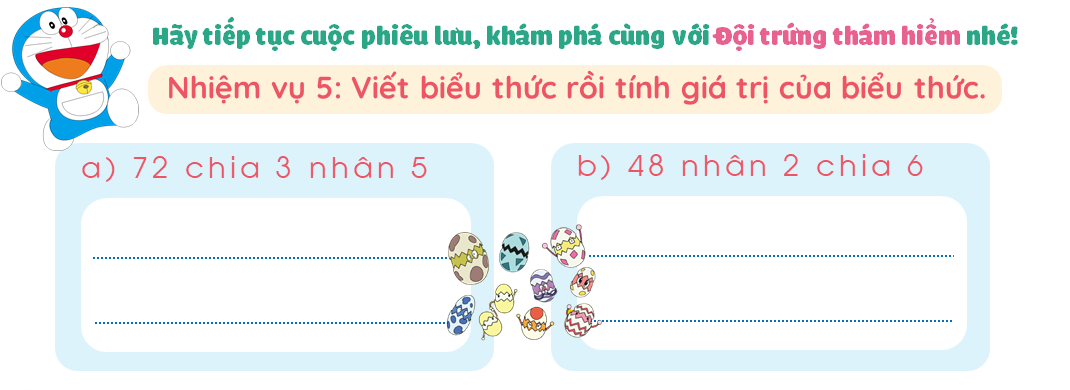 Hãy tiếp tục cuộc phiêu lưu, khám phá cùng với Đội trứng thám hiểm nhé!
Nhiệm vụ 5: Viết biểu thức rồi tính giá trị của biểu thức.
a) 72 chia 3 nhân 5
b) 48 nhân 2 chia 6